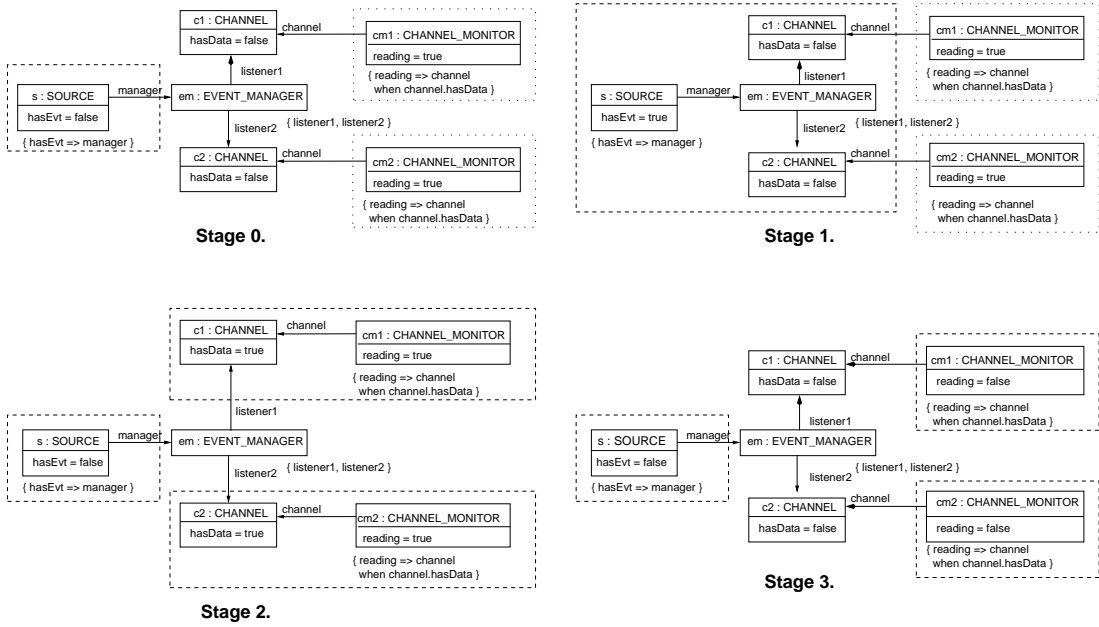 c1 : CHANNEL
hasData = false
channel
cm1 : CHANNEL_MONITOR
reading = true
{ reading => channel
when channel.hasData }
listener1
s : SOURCE
hasEvt = false
{ hasEvt => manager }
manager
em : EVENT_MANAGER
listener2
{ listener1, listener2 }
c2 : CHANNEL
hasData = false
channel
cm2 : CHANNEL_MONITOR
reading = true
{ reading => channel
when channel.hasData }
Stage 0.
c1 : CHANNEL
hasData = false
channel
cm1 : CHANNEL_MONITOR
reading = true
{ reading => channel
when channel.hasData }
listener1
s : SOURCE
hasEvt = true
{ hasEvt => manager }
manager
em : EVENT_MANAGER
listener2
{ listener1, listener2 }
c2 : CHANNEL
hasData = false
channel
cm2 : CHANNEL_MONITOR
reading = true
{ reading => channel
when channel.hasData }
Stage 1.
c1 : CHANNEL
hasData = true
channel
cm1 : CHANNEL_MONITOR
reading = true
{ reading => channel
when channel.hasData }
listener1
s : SOURCE
hasEvt = false
{ hasEvt => manager }
manager
em : EVENT_MANAGER
listener2
{ listener1, listener2 }
c2 : CHANNEL
hasData = true
channel
cm2 : CHANNEL_MONITOR
reading = true
{ reading => channel
when channel.hasData }
Stage 2.
c1 : CHANNEL
hasData = false
channel
cm1 : CHANNEL_MONITOR
reading = false
{ reading => channel
when channel.hasData }
listener1
s : SOURCE
hasEvt = false
{ hasEvt => manager }
manager
em : EVENT_MANAGER
listener2
{ listener1, listener2 }
c2 : CHANNEL
hasData = false
channel
cm2 : CHANNEL_MONITOR
reading = false
{ reading => channel
when channel.hasData }
Stage 3.